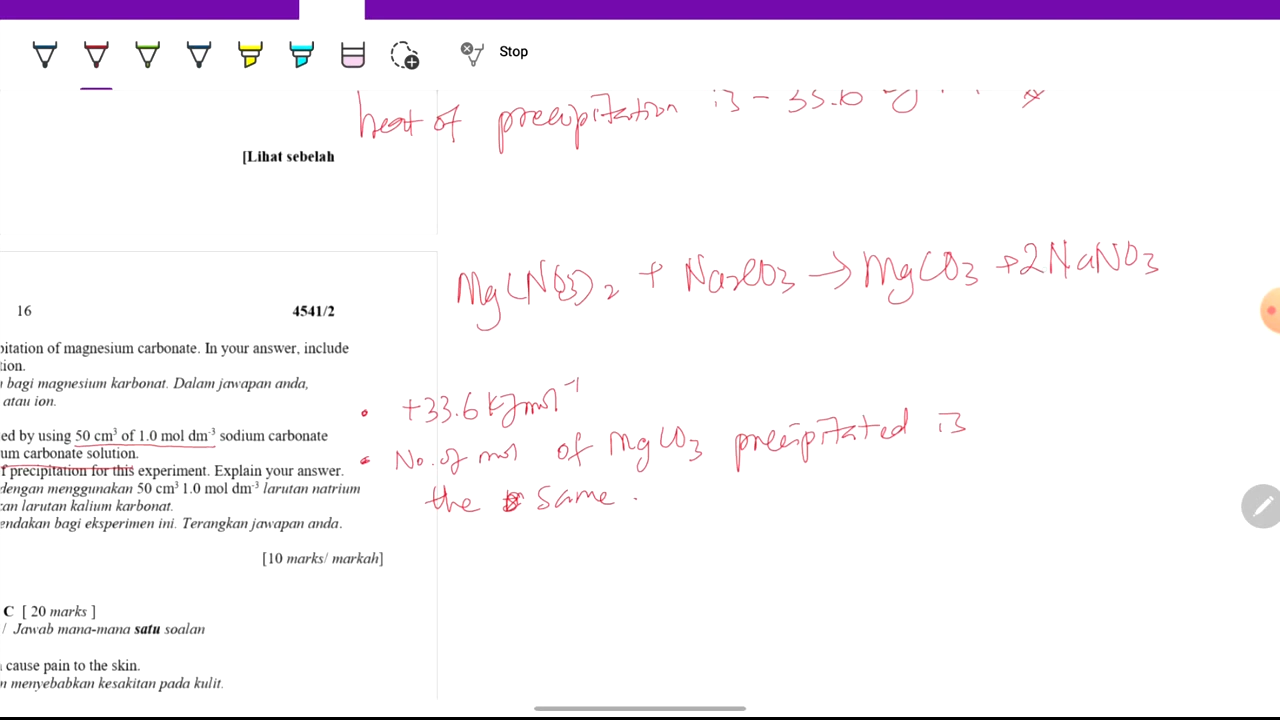 Stop
heat of precipitation is - 33.6
[Lihat sebelah
Mg(NO3)2 + Na2CO3 → MgCO3 + 2NaNO3
16 4541/2
pitation of magnesium carbonate. In your answer, include
tion.
n bagi magnesium karbonat. Dalam jawapan anda,
atau ion.
• +33.6 kJmol⁻¹
ed by using 50 cm³ of 1.0 mol dm⁻³ sodium carbonate
um carbonate solution.
• No. of mol of MgCO3 precipitated is
f precipitation for this experiment. Explain your answer.
dengan menggunakan 50 cm³ 1.0 mol dm⁻³ larutan natrium
the same.
kan larutan kalium karbonat.
endakan bagi eksperimen ini. Terangkan jawapan anda.
[10 marks/ markah]
C [ 20 marks ]
/ Jawab mana-mana satu soalan
cause pain to the skin.
n menyebabkan kesakitan pada kulit.